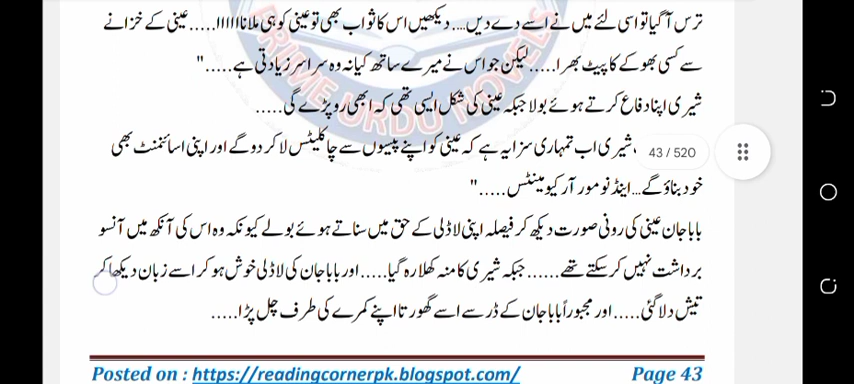 ترس آگیا تو اسی لئے میں نے اسے دے دیں.... دیکھیں اس کا ثواب بھی تو عینی کو ہی ملانا ااااا.....عینی کے خزانے
سے کسی بھوکے کا پیٹ بھرا.....لیکن جو اس نے میرے ساتھ کیا نہ وہ سراسر زیادتی ہے....."
شیری اپنا دفاع کرتے ہوئے بولا جبکہ عینی کی شکل ایسی تھی کہ ابھی رو پڑے گی.....
شیری اب تمہاری سزا یہ ہے کہ عینی کو اپنے پیسوں سے چاکلیٹس لا کر دو گے اور اپنی اسائنمنٹ بھی
43 / 520
خود بناؤ گے... اینڈ نو مور آرکیومینٹس....."
بابا جان عینی کی رونی صورت دیکھ کر فیصلہ اپنی لاڈلی کے حق میں سناتے ہوئے بولے کیونکہ وہ اس کی آنکھ میں آنسو
برداشت نہیں کر سکتے تھے......جبکہ شیری کا منہ کھلا رہ گیا.....اور بابا جان کی لاڈلی خوش ہو کر اسے زبان دیکھا کر
تیش دلا گئی.....اور مجبوراً بابا جان کے ڈر سے اسے گھورتا اپنے کمرے کی طرف چل پڑا.....
Posted on : https://readingcornerpk.blogspot.com/ Page 43
PRIME URDU NOVELS